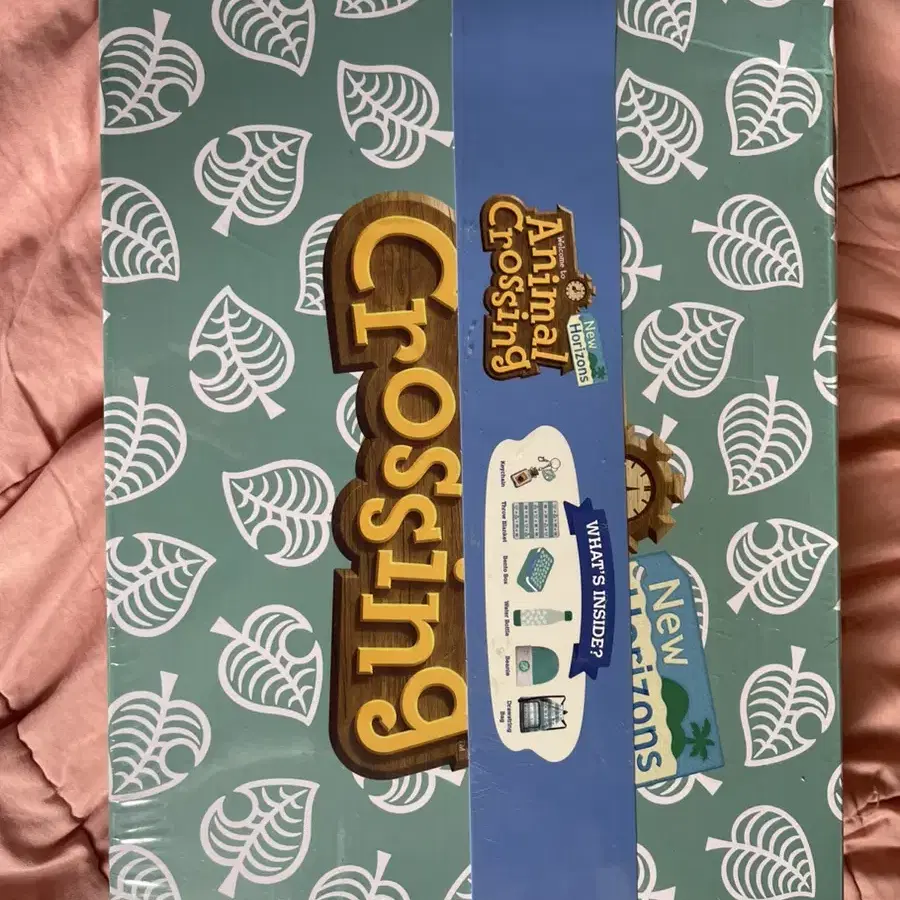 New
Horizons
Welcome to
Animal
Crossing
New
Horizons
WHAT'S INSIDE?
Keychain
Throw Blanket
Bento Box
Water Bottle
Beanie
Drawstring
Bag
Crossing